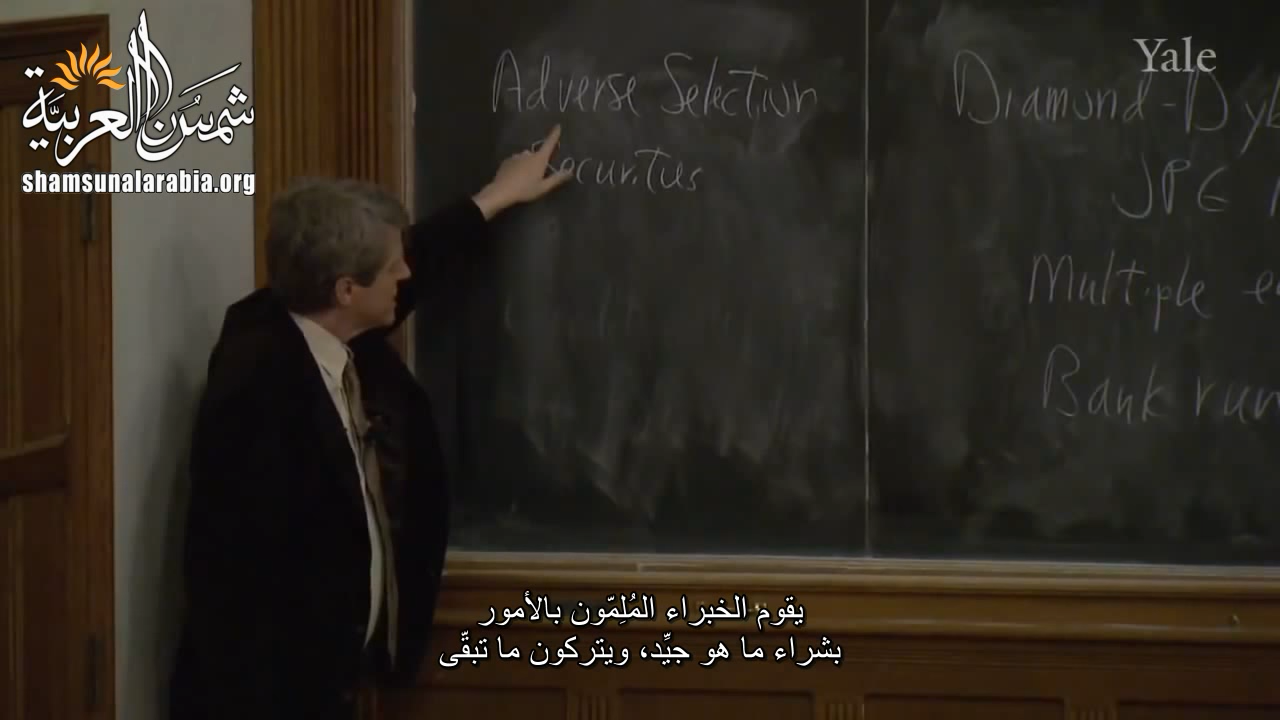 شمس العربية
shamsunalarabia.org
Yale
Adverse Selection
Securities
Diamond-Dyb
JPE
Multiple e
Bank run
يقوم الخبراء المُلِمّون بالأمور
بشراء ما هو جيِّد، ويتركون ما تبقّى